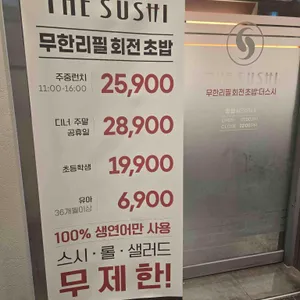 THE SUSHI
무한리필 회전 초밥
주중런치 25,900
11:00-16:00
디너 주말 28,900
공휴일
초등학생 19,900
유아 6,900
36개월이상
100% 생연어만 사용
스시·롤·샐러드
무제한!
THE SUSHI
무한리필 회전초밥:더스시